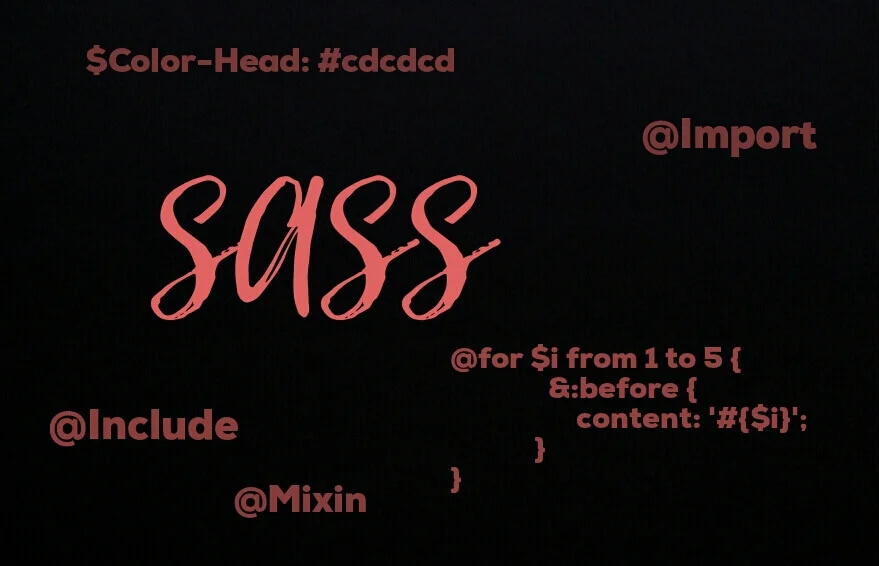 $Color-Head: #cdcdcd
@Import
sass
@for $i from 1 to 5 {
&:before {
content: '#{$i}';
}
}
@Include
@Mixin